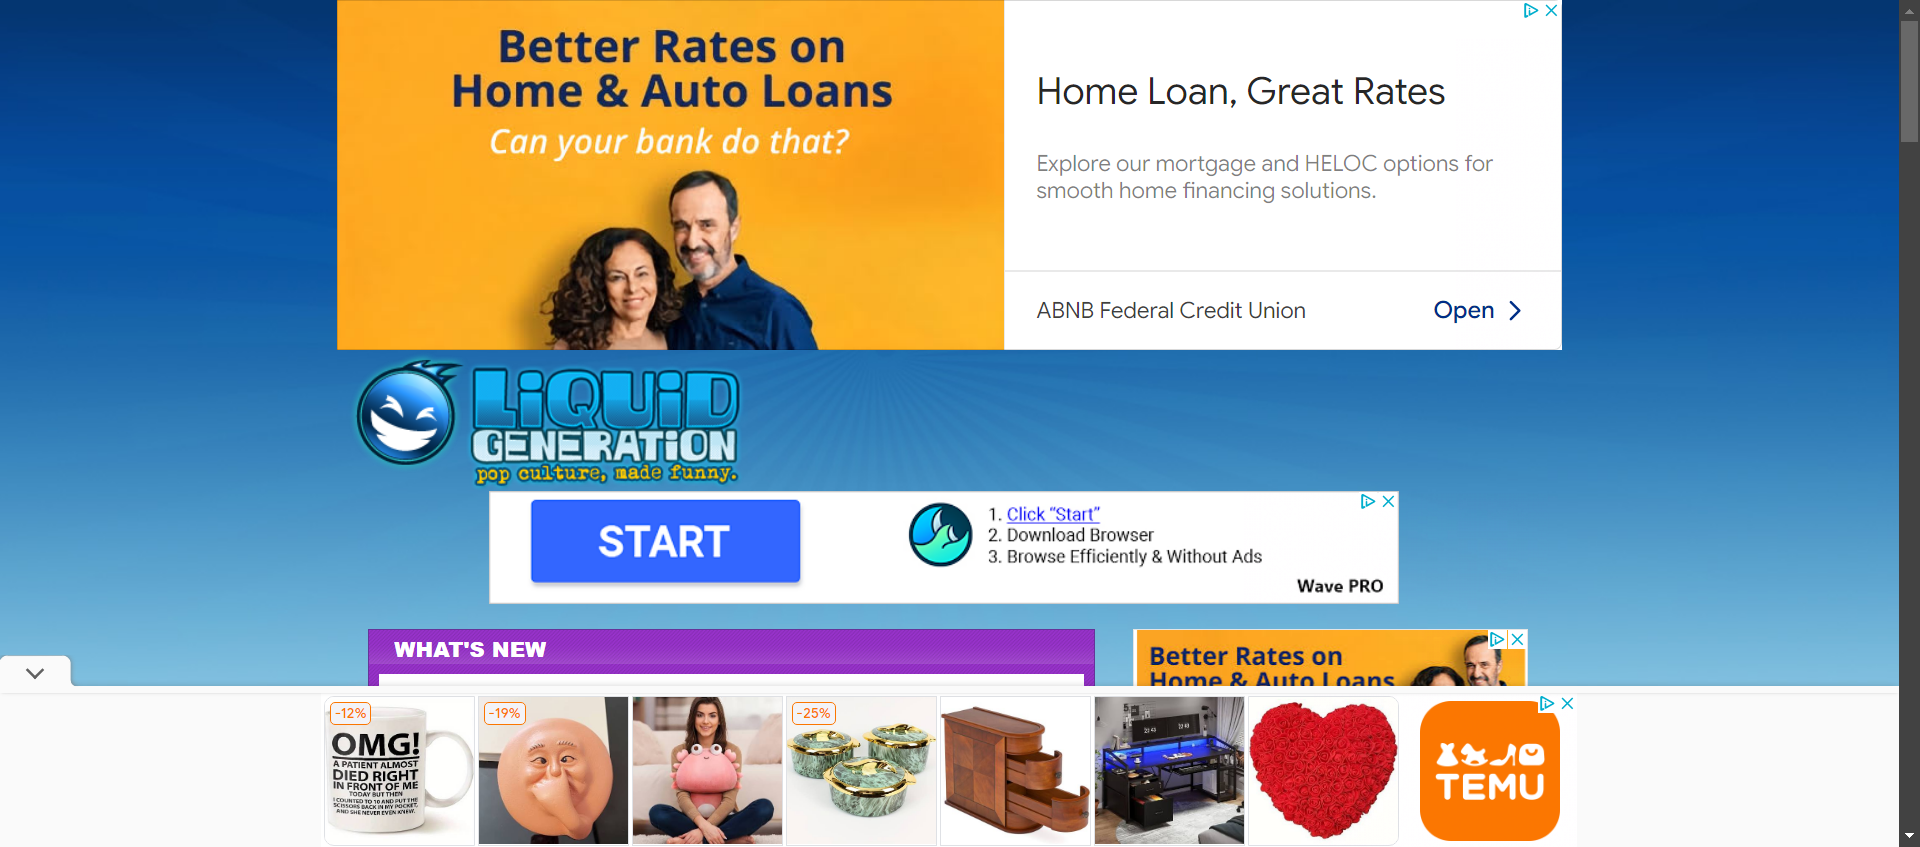 Better Rates on
Home & Auto Loans
Can your bank do that?
Home Loan, Great Rates
Explore our mortgage and HELOC options for
smooth home financing solutions.
ABNB Federal Credit Union
Open
LiQUiD
GENERATiON
pop culture, made funny.
START
1. Click “Start”
2. Download Browser
3. Browse Efficiently & Without Ads
Wave PRO
WHAT'S NEW
Better Rates on
Home & Auto Loans
-12%
OMG!
A PATIENT ALMOST
DIED RIGHT
IN FRONT OF ME
TODAY BUT THEN
I COUNTED TO 10 AND PUT THE
SCISSORS BACK IN MY POCKET,
AND SHE NEVER EVEN KNEW.
-19%
-25%
TEMU